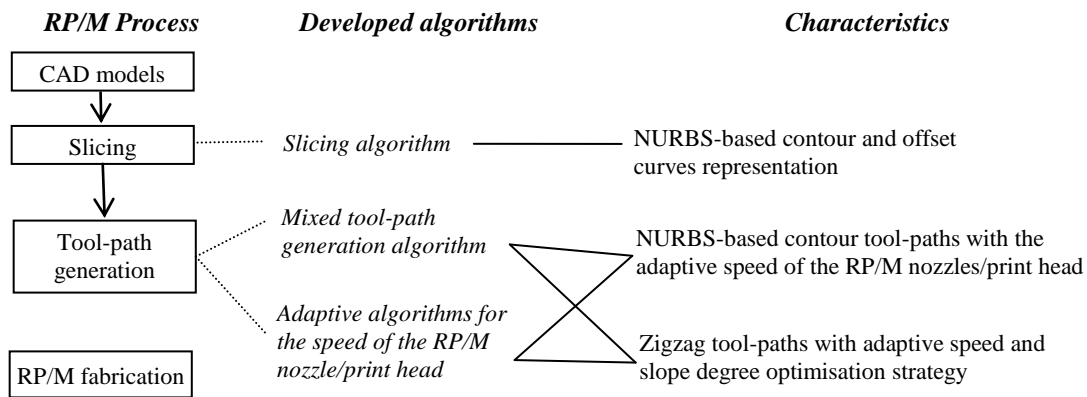 RP/M Process
Developed algorithms
Characteristics
CAD models
Slicing
Slicing algorithm
NURBS-based contour and offset
curves representation
Tool-path
generation
Mixed tool-path
generation algorithm
NURBS-based contour tool-paths with the
adaptive speed of the RP/M nozzles/print head
Adaptive algorithms for
the speed of the RP/M
nozzle/print head
Zigzag tool-paths with adaptive speed and
slope degree optimisation strategy
RP/M fabrication